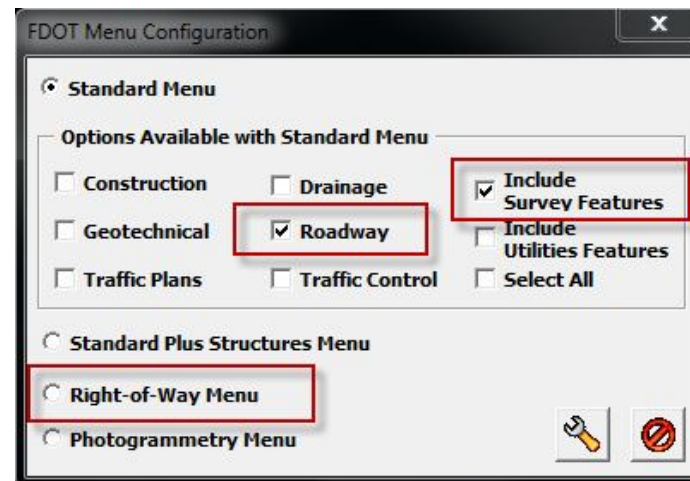 FDOT Menu Configuration
x
Standard Menu
Options Available with Standard Menu
Construction
Drainage
Include
Survey Features
Geotechnical
Roadway
Include
Utilities Features
Traffic Plans
Traffic Control
Select All
Standard Plus Structures Menu
Right-of-Way Menu
Photogrammetry Menu